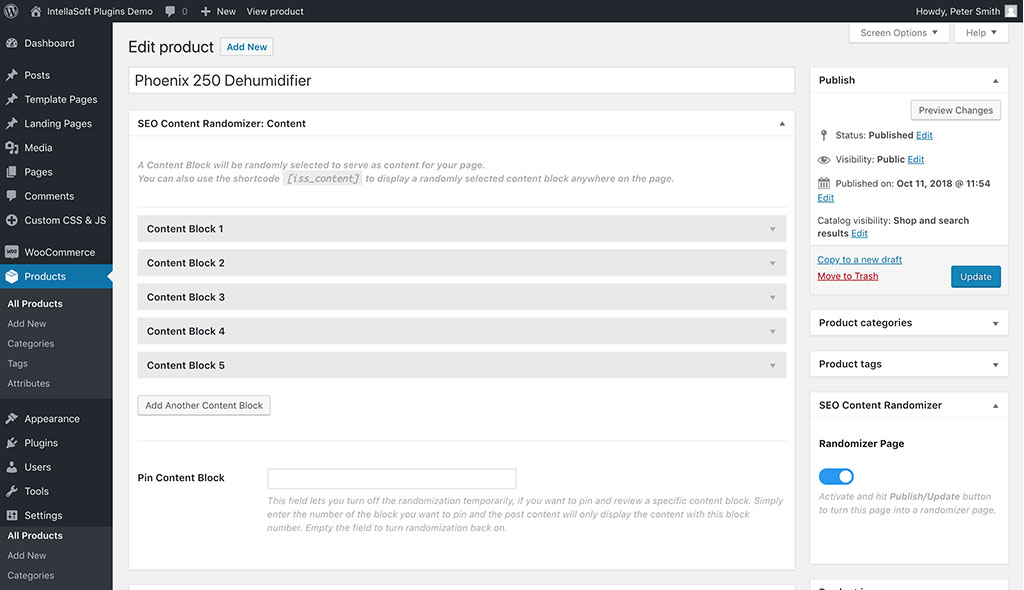 IntellaSoft Plugins Demo 0 New View product Howdy, Peter Smith
Dashboard
Posts
Template Pages
Landing Pages
Media
Pages
Comments
Custom CSS & JS
WooCommerce
Products
All Products
Add New
Categories
Tags
Attributes
Appearance
Plugins
Users
Tools
Settings
All Products
Add New
Categories
Screen Options ▼ Help ▼
Edit product Add New
Phoenix 250 Dehumidifier
SEO Content Randomizer: Content
A Content Block will be randomly selected to serve as content for your page.
You can also use the shortcode [iss_content] to display a randomly selected content block anywhere on the page.
Content Block 1
Content Block 2
Content Block 3
Content Block 4
Content Block 5
Add Another Content Block
Pin Content Block
This field lets you turn off the randomization temporarily, if you want to pin and review a specific content block. Simply
enter the number of the block you want to pin and the post content will only display the content with this block
number. Empty the field to turn randomization back on.
Publish
Preview Changes
Status: Published Edit
Visibility: Public Edit
Published on: Oct 11, 2018 @ 11:54
Edit
Catalog visibility: Shop and search
results Edit
Copy to a new draft
Move to Trash
Update
Product categories
Product tags
SEO Content Randomizer
Randomizer Page
Activate and hit Publish/Update button
to turn this page into a randomizer page.